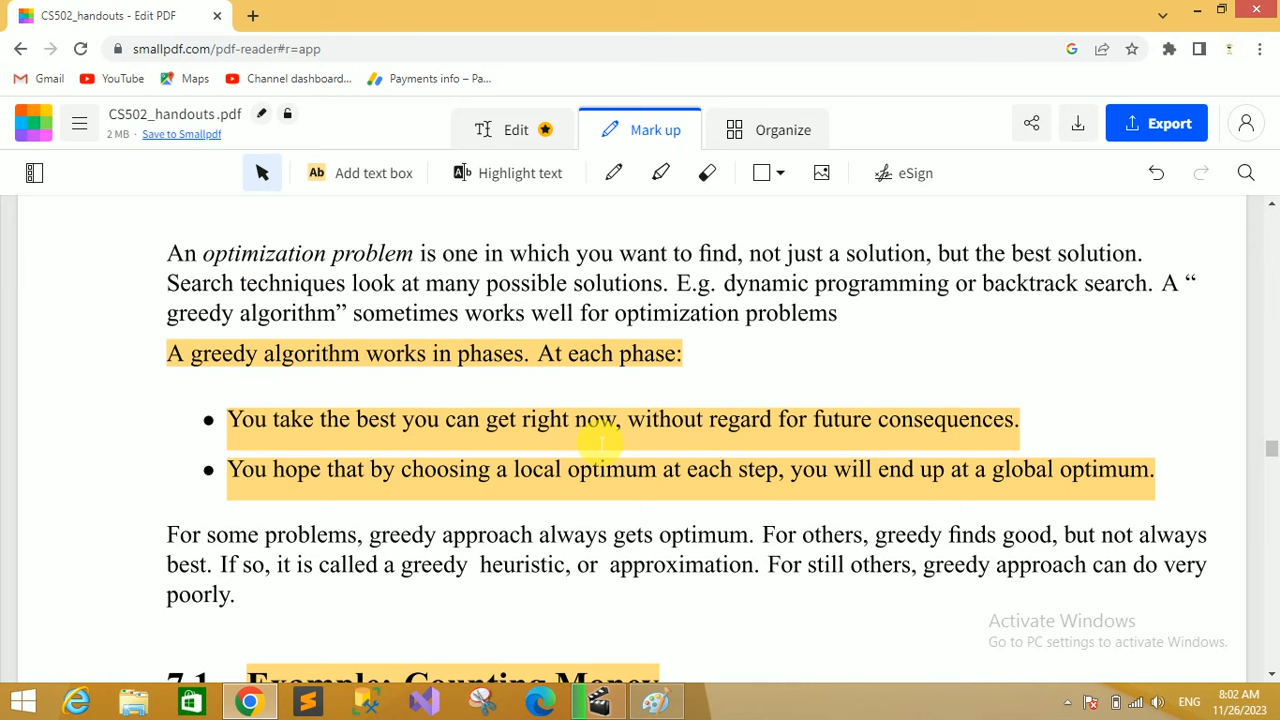 CS502_handouts - Edit PDF
smallpdf.com/pdf-reader#r=app
Gmail YouTube Maps Channel dashboard... Payments info – Pa...
CS502_handouts .pdf
2 MB · Save to Smallpdf
Edit Mark up Organize Export
Ab Add text box A Highlight text eSign
An optimization problem is one in which you want to find, not just a solution, but the best solution.
Search techniques look at many possible solutions. E.g. dynamic programming or backtrack search. A “
greedy algorithm” sometimes works well for optimization problems
A greedy algorithm works in phases. At each phase:
● You take the best you can get right now, without regard for future consequences.
● You hope that by choosing a local optimum at each step, you will end up at a global optimum.
For some problems, greedy approach always gets optimum. For others, greedy finds good, but not always
best. If so, it is called a greedy heuristic, or approximation. For still others, greedy approach can do very
poorly.
Activate Windows
Go to PC settings to activate Windows.
7.1 Example: Counting Money
ENG
8:02 AM
11/26/2023